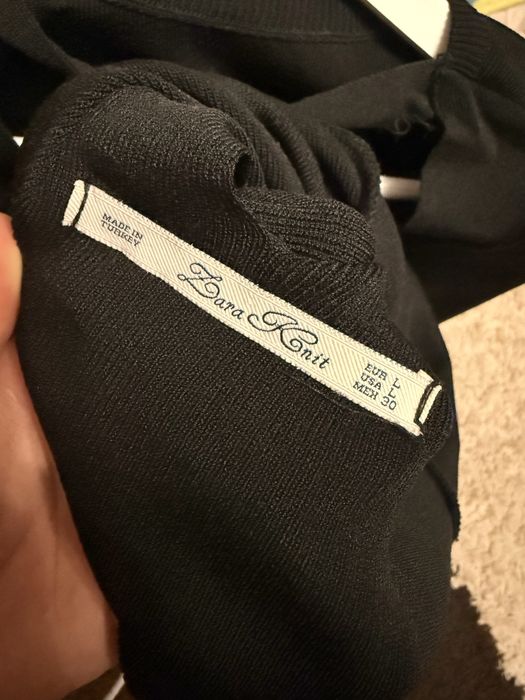 MADE IN
TURKEY
Zara Knit
EUR L
USA L
MEX 30